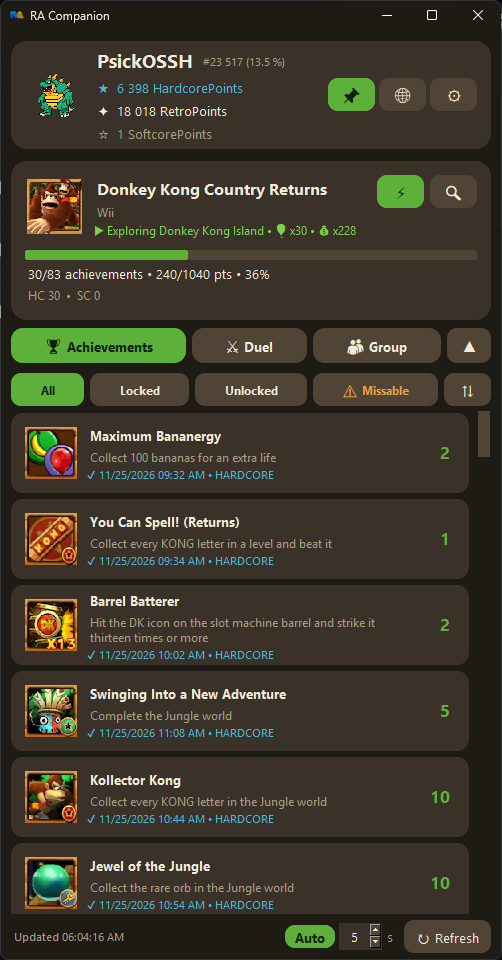 RA Companion
PsickOSSH #23 517 (13.5 %)
★ 6 398 HardcorePoints
✦ 18 018 RetroPoints
☆ 1 SoftcorePoints
Donkey Kong Country Returns
Wii
Exploring Donkey Kong Island • x30 • x228
30/83 achievements • 240/1040 pts • 36%
HC 30 • SC 0
Achievements Duel Group ▲
All Locked Unlocked ⚠ Missable ↑↓
Maximum Bananergy
Collect 100 bananas for an extra life
✓ 11/25/2026 09:32 AM • HARDCORE
2
KONG
You Can Spell! (Returns)
Collect every KONG letter in a level and beat it
✓ 11/25/2026 09:34 AM • HARDCORE
1
DK
x13
Barrel Batterer
Hit the DK icon on the slot machine barrel and strike it
thirteen times or more
✓ 11/25/2026 10:02 AM • HARDCORE
2
Swinging Into a New Adventure
Complete the Jungle world
✓ 11/25/2026 11:08 AM • HARDCORE
5
Kollector Kong
Collect every KONG letter in the Jungle world
✓ 11/25/2026 10:44 AM • HARDCORE
10
Jewel of the Jungle
Collect the rare orb in the Jungle world
✓ 11/25/2026 10:54 AM • HARDCORE
10
Updated 06:04:16 AM Auto 5 s ↻ Refresh